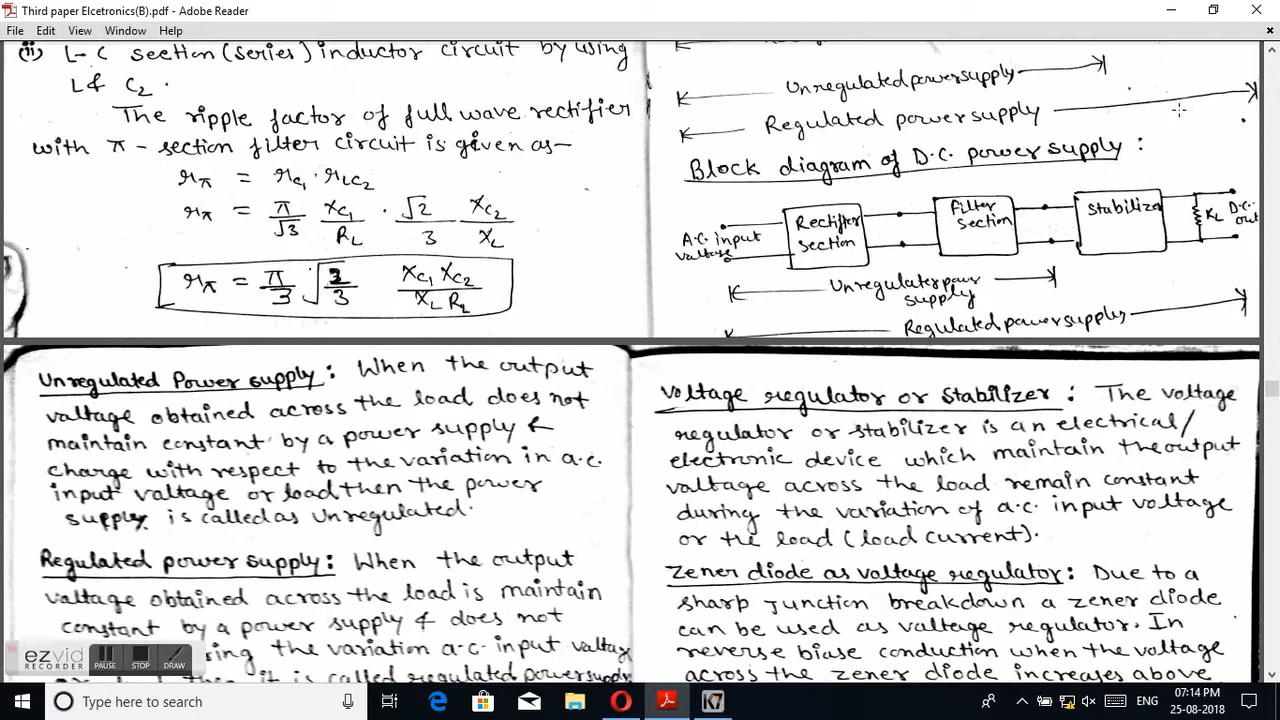 Third paper Elcetronics(B).pdf - Adobe Reader
File Edit View Window Help
(ii) L-C section (series) inductor circuit by using
L & C2.
The ripple factor of full wave rectifier
with π - section filter circuit is given as -
rπ = rC1 . rLC2
rπ = π/√3 XC1/RL . √2/3 XC2/XL
rπ = π/3 √2/3 XC1 XC2/XL RL
Unregulated power supply
Regulated power supply
Block diagram of D.C. power supply :
A.C. input
voltage
Rectifier
section
Filter
section
Stabilizer
RL
D.C.
out
Unregulated power
supply
Regulated power supply
Unregulated Power supply : When the output
valtage obtained across the load does not
maintain constant by a power supply &
charge with respect to the variation in a.c.
input valtage or load then the power
supply is called as Unregulated.
Regulated power supply : When the output
valtage obtained across the load is maintain
constant by a power supply & does not
the variation a.c. input valtage
then it is called regulated power supply
voltage regulator or stabilizer : The voltage
regulator or stabilizer is an electrical/
electronic device which maintain the output
valtage across the load remain constant
during the variation of a.c. input voltage
or the load (load current).
Zener diode as voltage regulator : Due to a
sharp Junction breakdown a zener diode
can be used as valtage regulator. In
reverse biase conduction when the voltage
across the zener diode increases above
ezvid
RECORDER
PAUSE
STOP
DRAW
Type here to search
ENG
07:14 PM
25-08-2018